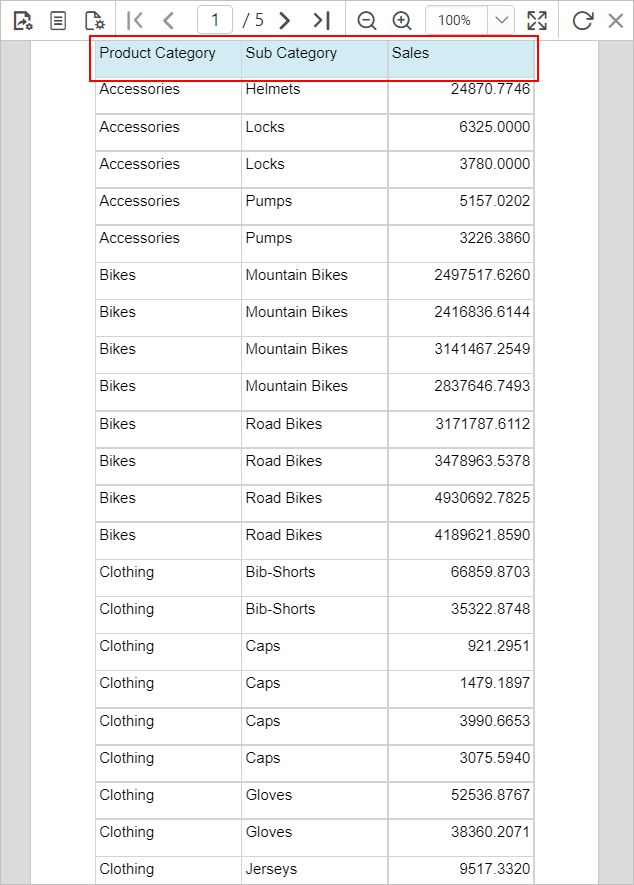 1 / 5 100%
Product Category Sub Category Sales
Accessories Helmets 24870.7746
Accessories Locks 6325.0000
Accessories Locks 3780.0000
Accessories Pumps 5157.0202
Accessories Pumps 3226.3860
Bikes Mountain Bikes 2497517.6260
Bikes Mountain Bikes 2416836.6144
Bikes Mountain Bikes 3141467.2549
Bikes Mountain Bikes 2837646.7493
Bikes Road Bikes 3171787.6112
Bikes Road Bikes 3478963.5378
Bikes Road Bikes 4930692.7825
Bikes Road Bikes 4189621.8590
Clothing Bib-Shorts 66859.8703
Clothing Bib-Shorts 35322.8748
Clothing Caps 921.2951
Clothing Caps 1479.1897
Clothing Caps 3990.6653
Clothing Caps 3075.5940
Clothing Gloves 52536.8767
Clothing Gloves 38360.2071
Clothing Jerseys 9517.3320